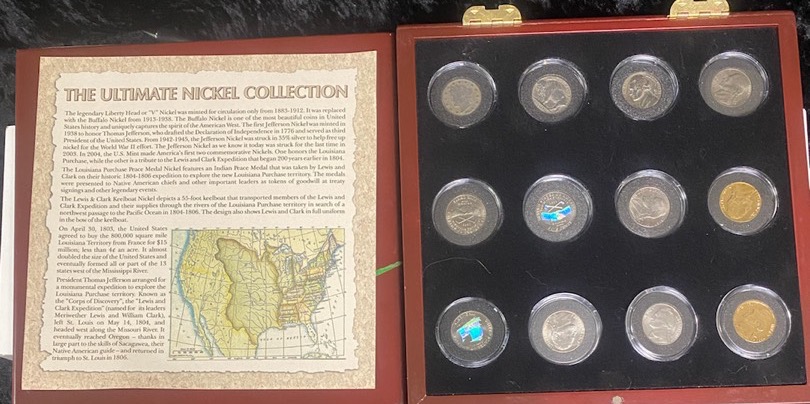 THE ULTIMATE NICKEL COLLECTION
The legendary Liberty Head or "V" Nickel was minted for circulation only from 1883-1912. It was replaced
with the Buffalo Nickel from 1913-1938. The Buffalo Nickel is one of the most beautiful coins in United
States history and uniquely captures the spirit of the American West. The first Jefferson Nickel was minted in
1938 to honor Thomas Jefferson, who drafted the Declaration of Independence in 1776 and served as third
President of the United States. From 1942-1945, the Jefferson Nickel was struck in 35% silver to help free up
nickel for the World War II effort. The Jefferson Nickel as we know it today was struck for the last time in
2003. In 2004, the U.S. Mint made America's first two commemorative Nickels. One honors the Louisiana
Purchase, while the other is a tribute to the Lewis and Clark Expedition that began 200 years earlier in 1804.
The Louisiana Purchase Peace Medal Nickel features an Indian Peace Medal that was taken by Lewis and
Clark on their historic 1804-1806 expedition to explore the new Louisiana Purchase territory. The medals
were presented to Native American chiefs and other important leaders as tokens of goodwill at treaty
signings and other legendary events.
The Lewis & Clark Keelboat Nickel depicts a 55-foot keelboat that transported members of the Lewis and
Clark Expedition and their supplies through the rivers of the Louisiana Purchase territory in search of a
northwest passage to the Pacific Ocean in 1804-1806. The design also shows Lewis and Clark in full uniform
in the bow of the keelboat.
On April 30, 1803, the United States
agreed to buy the 800,000 square mile
Louisiana Territory from France for $15
million; less than 4¢ an acre. It almost
doubled the size of the United States and
eventually formed all or part of the 13
states west of the Mississippi River.
President Thomas Jefferson arranged for
a monumental expedition to explore the
Louisiana Purchase territory. Known as
the "Corps of Discovery", the "Lewis and
Clark Expedition" (named for its leaders
Meriwether Lewis and William Clark),
left St. Louis on May 14, 1804, and
headed west along the Missouri River. It
eventually reached Oregon – thanks in
large part to the skills of Sacagawea, their
Native American guide – and returned in
triumph to St. Louis in 1806.